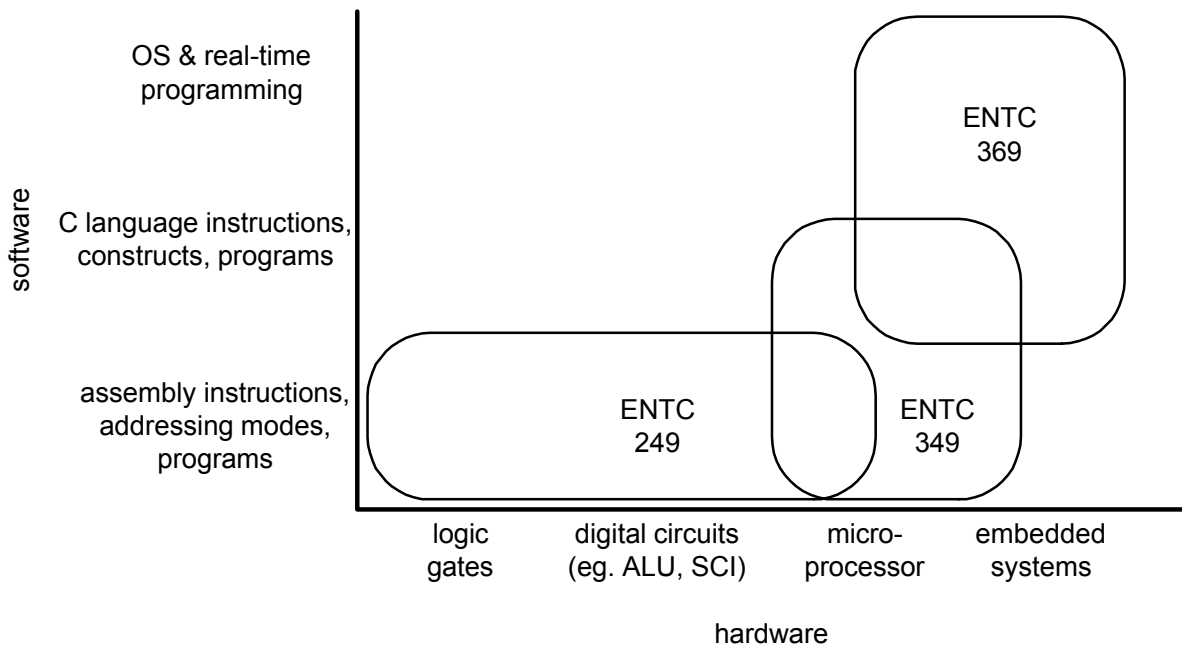 OS & real-time
programming
ENTC
369
software
C language instructions,
constructs, programs
assembly instructions,
addressing modes,
programs
ENTC
249
ENTC
349
logic
gates
digital circuits
(eg. ALU, SCI)
micro-
processor
embedded
systems
hardware